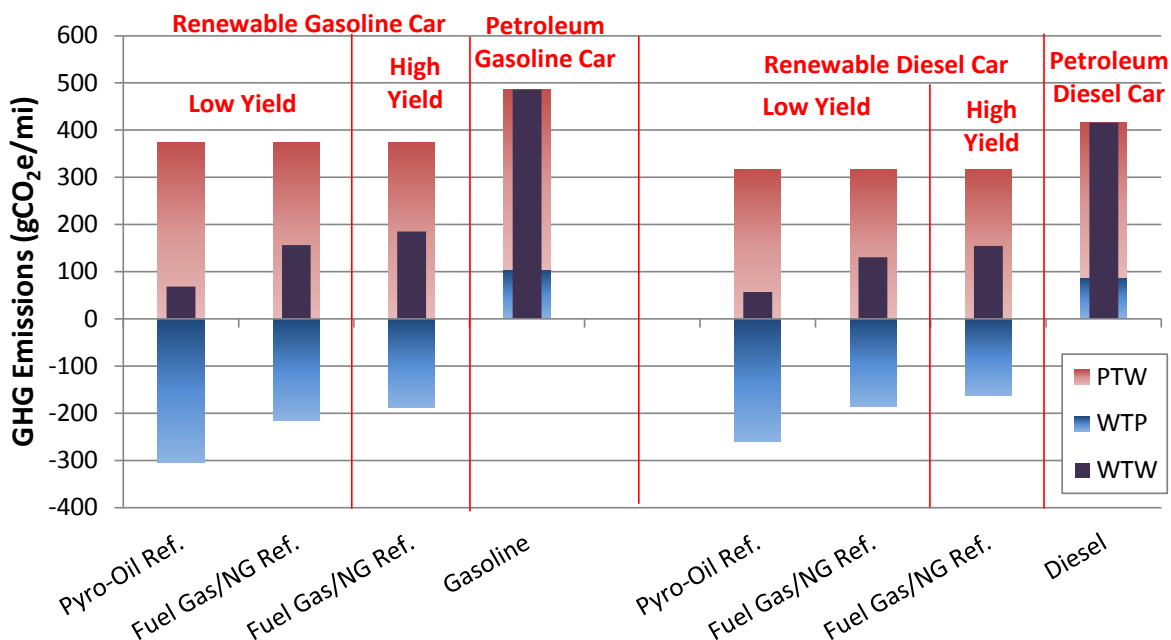 Renewable Gasoline Car
Petroleum
Gasoline Car
Low Yield
High
Yield
Renewable Diesel Car
Petroleum
Diesel Car
Low Yield
High
Yield
GHG Emissions (gCO₂e/mi)
600
500
400
300
200
100
0
-100
-200
-300
-400
PTW
WTP
WTW
Pyro-Oil Ref.
Fuel Gas/NG Ref.
Fuel Gas/NG Ref.
Gasoline
Pyro-Oil Ref.
Fuel Gas/NG Ref.
Fuel Gas/NG Ref.
Diesel